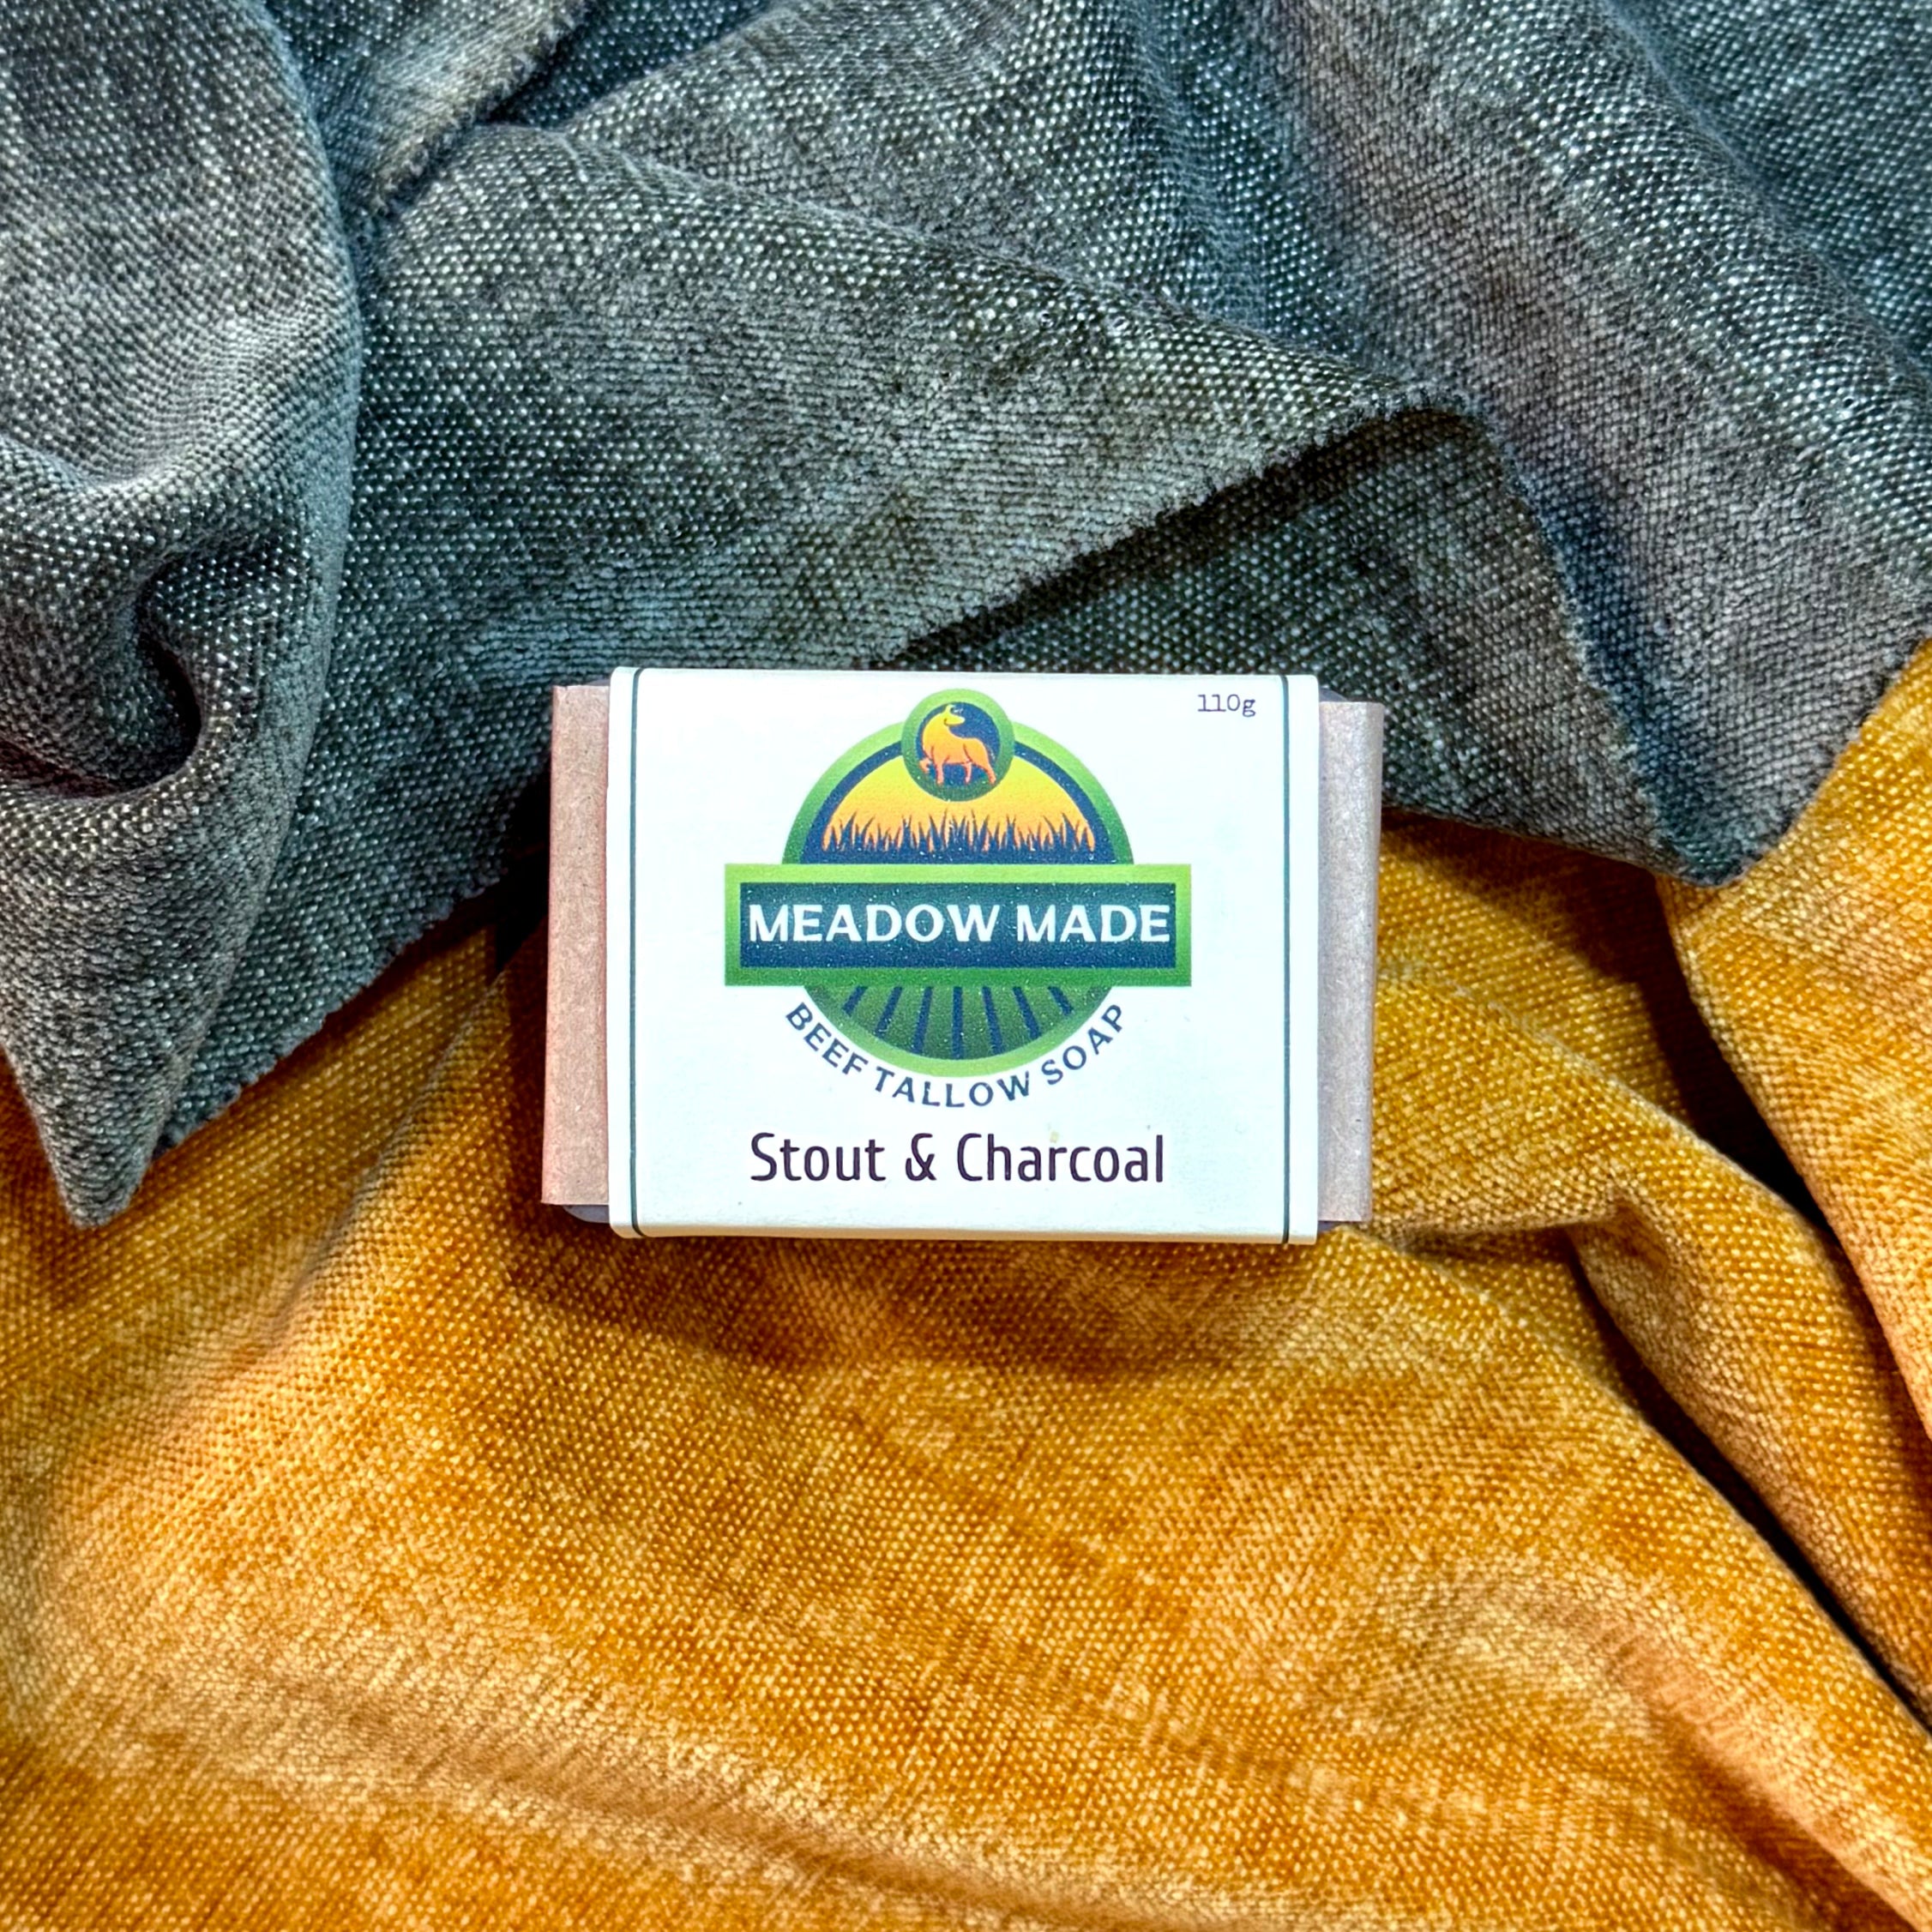 110g
MEADOW MADE
BEEF TALLOW SOAP
Stout & Charcoal